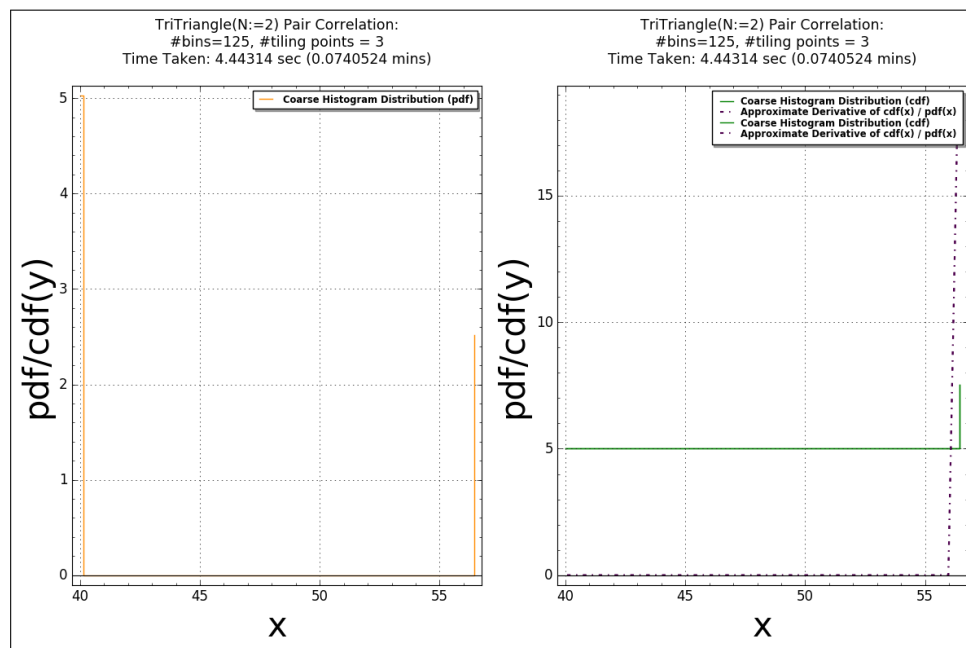 TriTriangle(N:=2) Pair Correlation:
#bins=125, #tiling points = 3
Time Taken: 4.44314 sec (0.0740524 mins)
Coarse Histogram Distribution (pdf)
5
4
3
2
1
0
pdf/cdf(y)
40
45
50
55
x
TriTriangle(N:=2) Pair Correlation:
#bins=125, #tiling points = 3
Time Taken: 4.44314 sec (0.0740524 mins)
Coarse Histogram Distribution (cdf)
Approximate Derivative of cdf(x) / pdf(x)
Coarse Histogram Distribution (cdf)
Approximate Derivative of cdf(x) / pdf(x)
15
10
5
0
pdf/cdf(y)
40
45
50
55
x